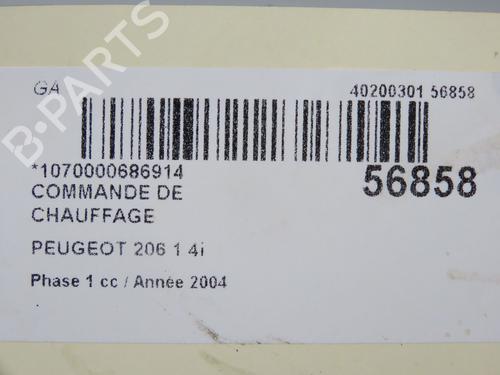 GA
40200301 56858
*1070000686914
56858
COMMANDE DE
CHAUFFAGE
PEUGEOT 206 1 4i
Phase 1 cc / Année 2004
B-PARTS